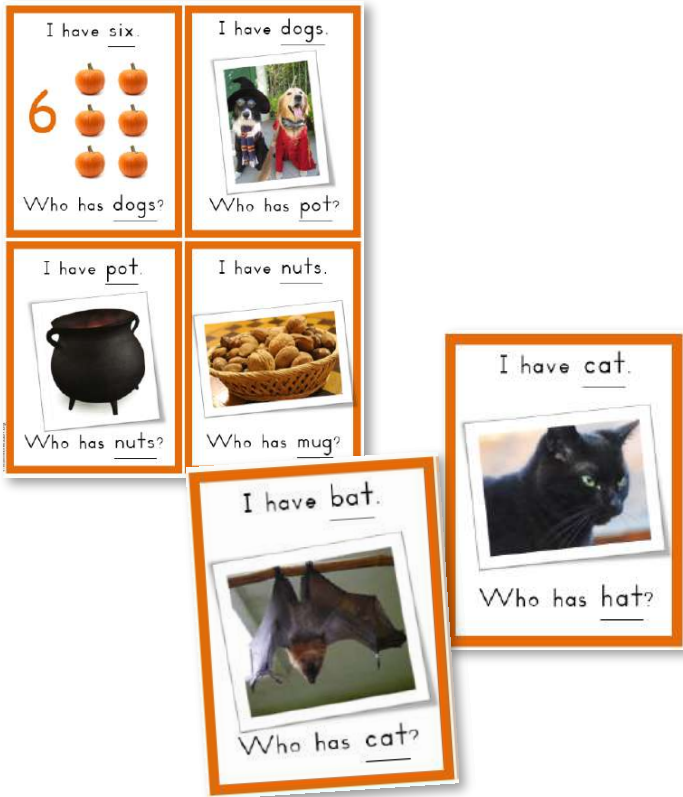 I have six.
6
Who has dogs?
I have dogs.
Who has pot?
I have pot.
Who has nuts?
I have nuts.
Who has mug?
I have bat.
Who has cat?
I have cat.
Who has hat?